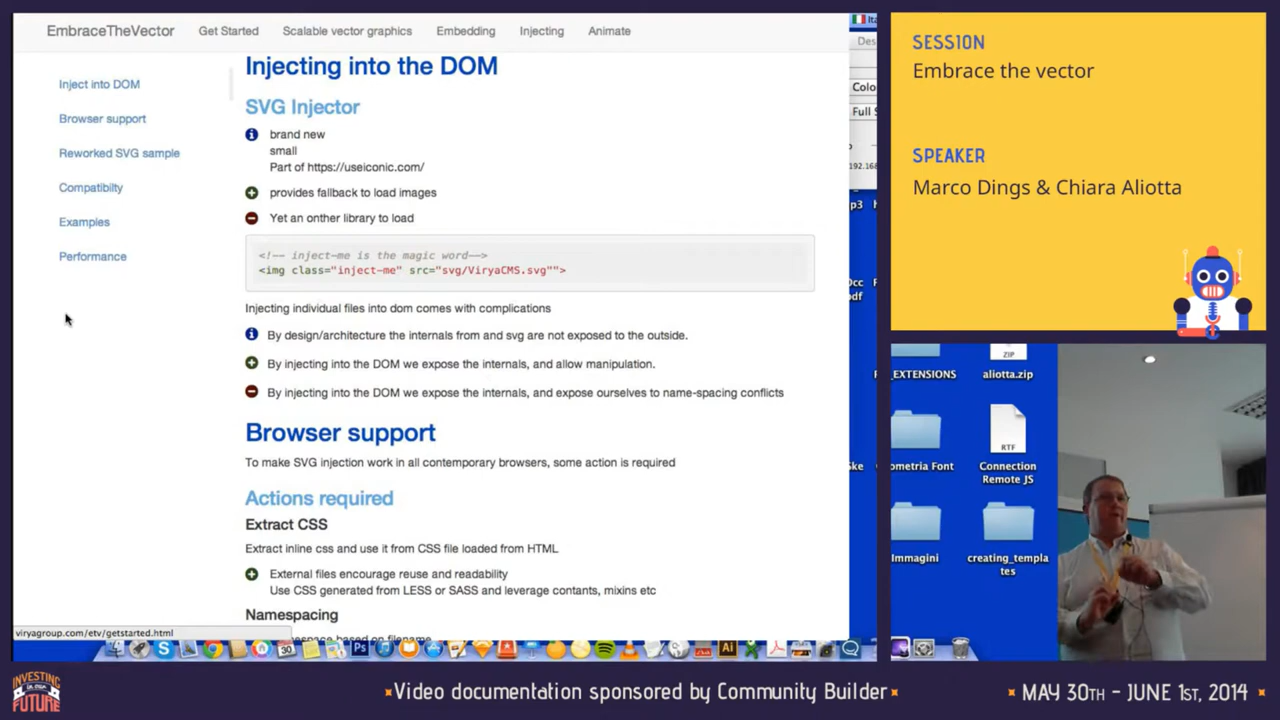 EmbraceTheVector
Get Started
Scalable vector graphics
Embedding
Injecting
Animate
Inject into DOM
Browser support
Reworked SVG sample
Compatibilty
Examples
Performance
Injecting into the DOM
SVG Injector
brand new
small
Part of https://useiconic.com/
provides fallback to load images
Yet an onther library to load
<!-- inject-me is the magic word-->
<img class="inject-me" src="svg/ViryaCMS.svg"">
Injecting individual files into dom comes with complications
By design/architecture the internals from and svg are not exposed to the outside.
By injecting into the DOM we expose the internals, and allow manipulation.
By injecting into the DOM we expose the internals, and expose ourselves to name-spacing conflicts
Browser support
To make SVG injection work in all contemporary browsers, some action is required
Actions required
Extract CSS
Extract inline css and use it from CSS file loaded from HTML
External files encourage reuse and readability
Use CSS generated from LESS or SASS and leverage contants, mixins etc
Namespacing
viryagroup.com/etv/getstarted.html
SESSION
Embrace the vector
SPEAKER
Marco Dings & Chiara Aliotta
ZIP
_EXTENSIONS
aliotta.zip
RTF
ometria Font
Connection
Remote JS
Immagini
creating_templa
tes
INVESTING
IN OUR
FUTURE
Video documentation sponsored by Community Builder
MAY 30TH - JUNE 1ST, 2014